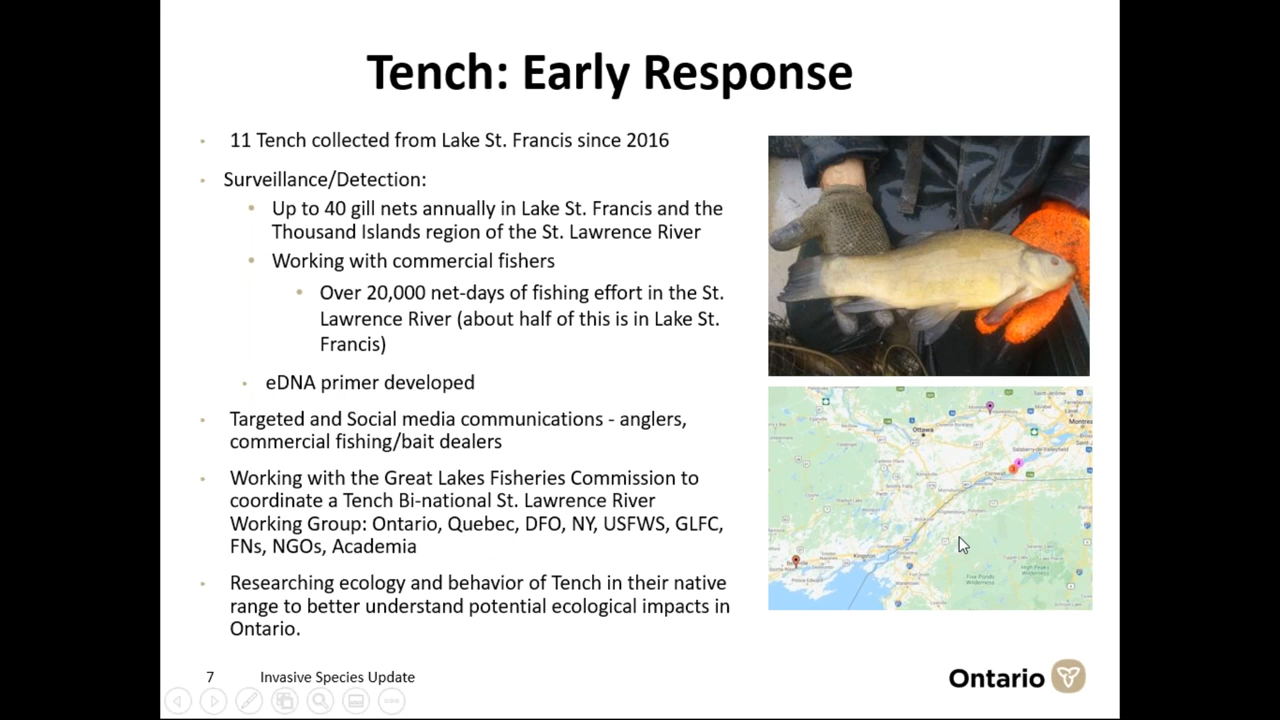 Tench: Early Response
11 Tench collected from Lake St. Francis since 2016
Surveillance/Detection:
Up to 40 gill nets annually in Lake St. Francis and the
Thousand Islands region of the St. Lawrence River
Working with commercial fishers
Over 20,000 net-days of fishing effort in the St.
Lawrence River (about half of this is in Lake St.
Francis)
eDNA primer developed
Targeted and Social media communications - anglers,
commercial fishing/bait dealers
Working with the Great Lakes Fisheries Commission to
coordinate a Tench Bi-national St. Lawrence River
Working Group: Ontario, Quebec, DFO, NY, USFWS, GLFC,
FNs, NGOs, Academia
Researching ecology and behavior of Tench in their native
range to better understand potential ecological impacts in
Ontario.
Ottawa
Montreal
Cornwall
Kingston
7
Invasive Species Update
Ontario